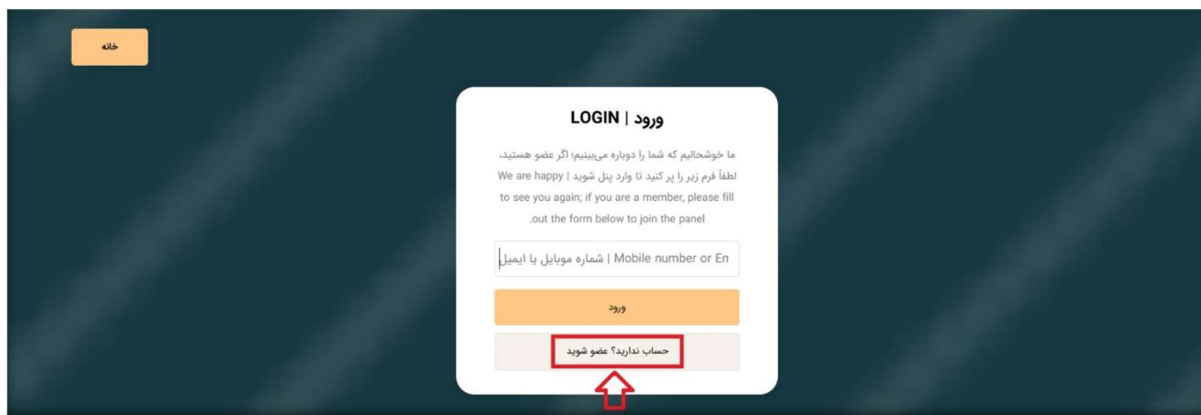 خانه
ورود | LOGIN
ما خوشحالیم که شما را دوباره می‌بینیم؛ اگر عضو هستید،
لطفاً فرم زیر را پر کنید تا وارد پنل شوید | We are happy
to see you again; if you are a member, please fill
out the form below to join the panel.
شماره موبایل یا ایمیل | Mobile number or En
ورود
حساب ندارید؟ عضو شوید